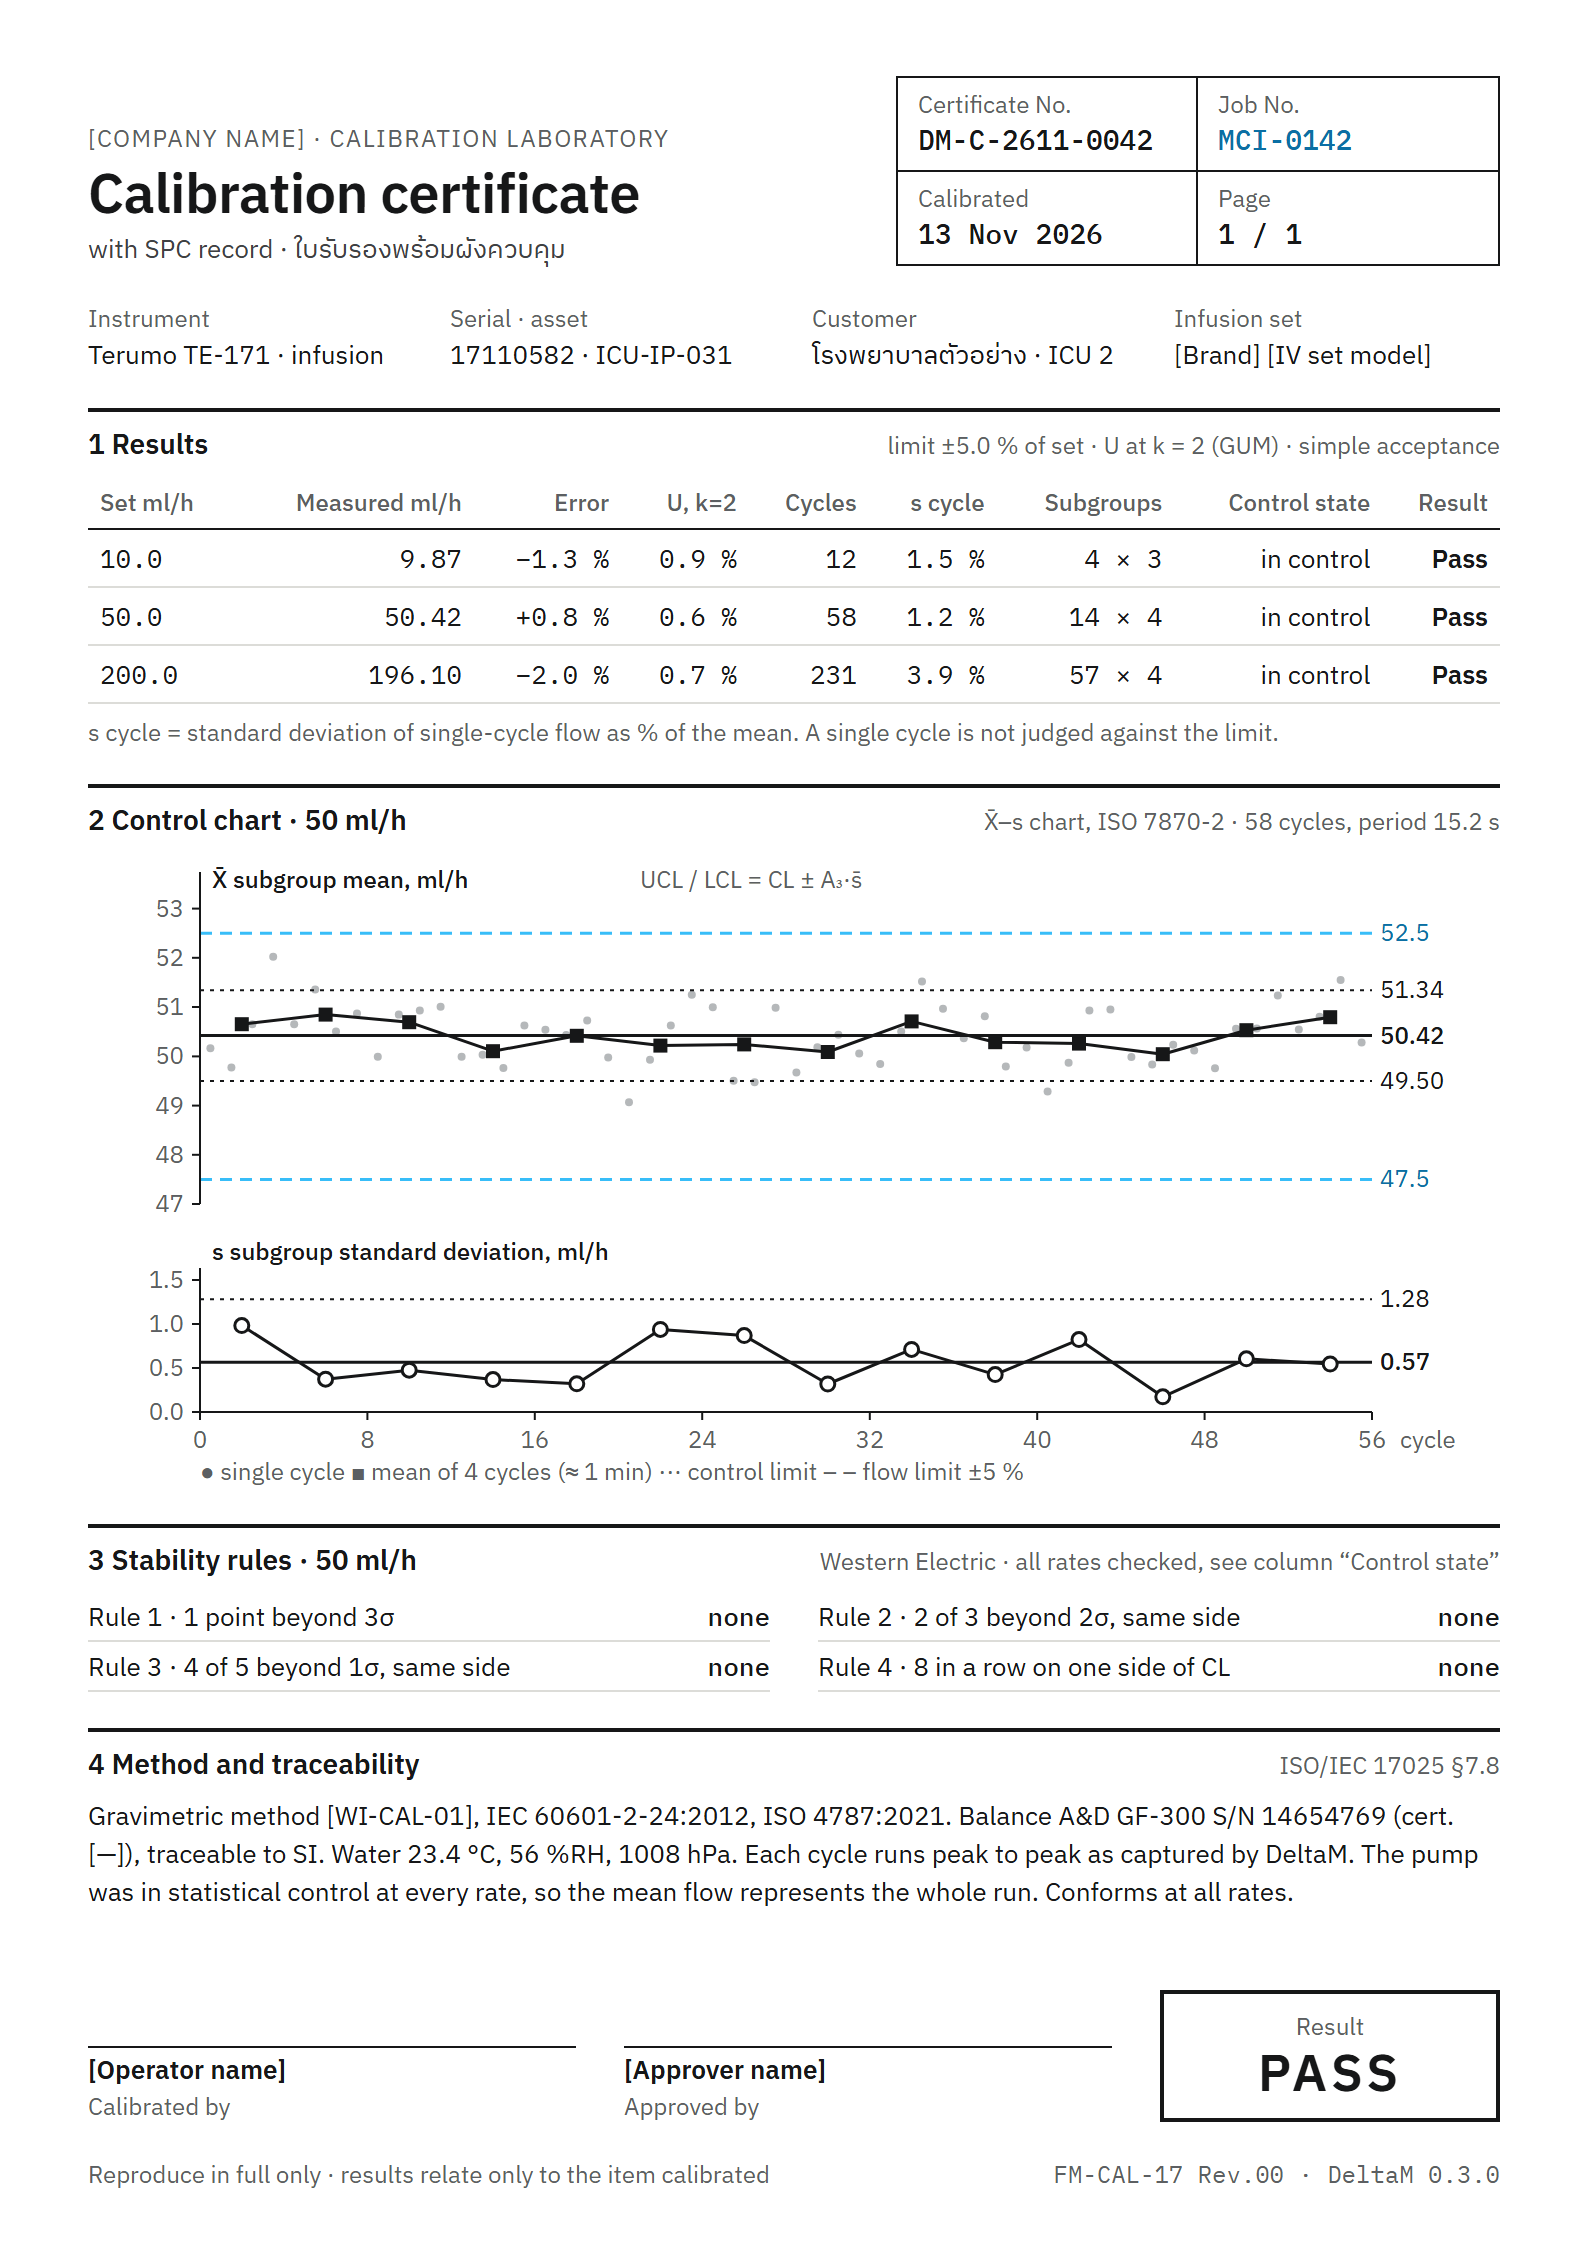 [COMPANY NAME] · CALIBRATION LABORATORY
Calibration certificate
with SPC record · ใบรับรองพร้อมผังควบคุม
Certificate No.
DM-C-2611-0042
Job No.
MCI-0142
Calibrated
13 Nov 2026
Page
1 / 1
Instrument
Terumo TE-171 · infusion
Serial · asset
17110582 · ICU-IP-031
Customer
โรงพยาบาลตัวอย่าง · ICU 2
Infusion set
[Brand] [IV set model]
1 Results
limit ±5.0 % of set · U at k = 2 (GUM) · simple acceptance
Set ml/h Measured ml/h Error U, k=2 Cycles s cycle Subgroups Control state Result
10.0 9.87 −1.3 % 0.9 % 12 1.5 % 4 × 3 in control Pass
50.0 50.42 +0.8 % 0.6 % 58 1.2 % 14 × 4 in control Pass
200.0 196.10 −2.0 % 0.7 % 231 3.9 % 57 × 4 in control Pass
s cycle = standard deviation of single-cycle flow as % of the mean. A single cycle is not judged against the limit.
2 Control chart · 50 ml/h
X̄–s chart, ISO 7870-2 · 58 cycles, period 15.2 s
X̄ subgroup mean, ml/h
UCL / LCL = CL ± A₃·s̄
53
52
51
50
49
48
47
52.5
51.34
50.42
49.50
47.5
s subgroup standard deviation, ml/h
1.5
1.0
0.5
0.0
1.28
0.57
0 8 16 24 32 40 48 56 cycle
● single cycle ■ mean of 4 cycles (≈ 1 min) ··· control limit – – flow limit ±5 %
3 Stability rules · 50 ml/h
Western Electric · all rates checked, see column “Control state”
Rule 1 · 1 point beyond 3σ none
Rule 2 · 2 of 3 beyond 2σ, same side none
Rule 3 · 4 of 5 beyond 1σ, same side none
Rule 4 · 8 in a row on one side of CL none
4 Method and traceability
ISO/IEC 17025 §7.8
Gravimetric method [WI-CAL-01], IEC 60601-2-24:2012, ISO 4787:2021. Balance A&D GF-300 S/N 14654769 (cert.
[—]), traceable to SI. Water 23.4 °C, 56 %RH, 1008 hPa. Each cycle runs peak to peak as captured by DeltaM. The pump
was in statistical control at every rate, so the mean flow represents the whole run. Conforms at all rates.
[Operator name]
Calibrated by
[Approver name]
Approved by
Result
PASS
Reproduce in full only · results relate only to the item calibrated
FM-CAL-17 Rev.00 · DeltaM 0.3.0